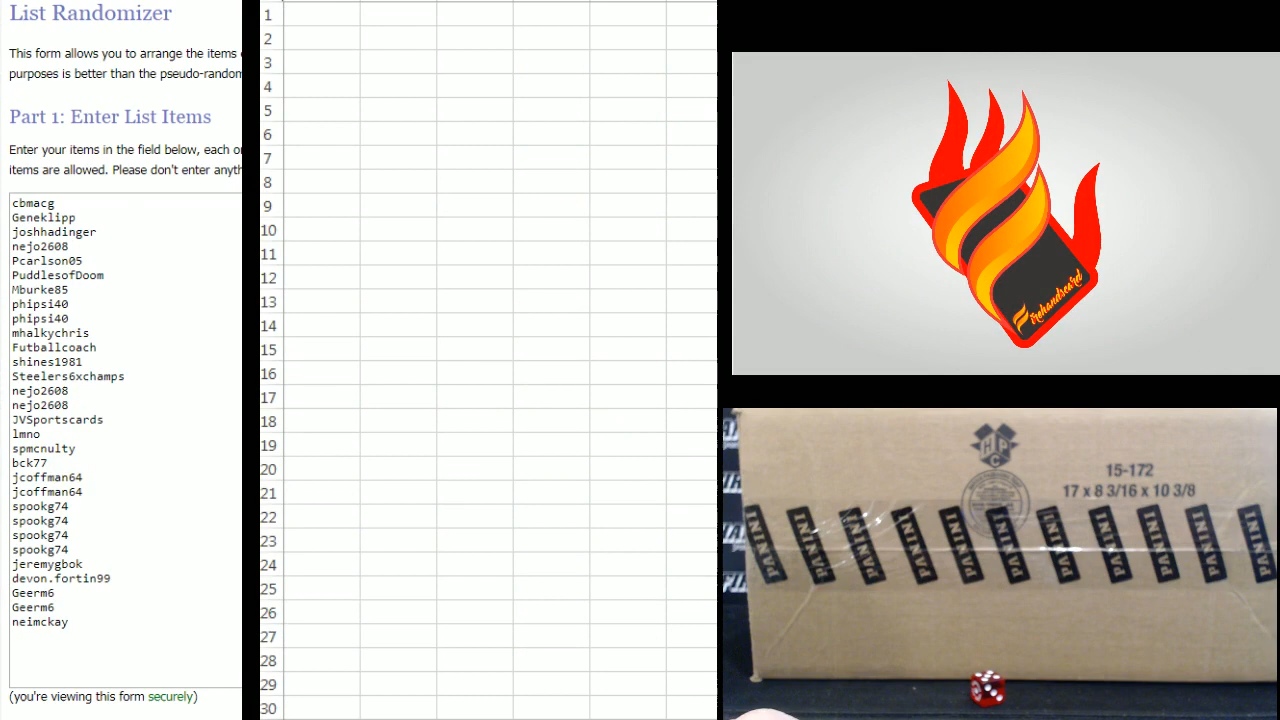 List Randomizer
This form allows you to arrange the items
purposes is better than the pseudo-random
Part 1: Enter List Items
Enter your items in the field below, each
items are allowed. Please don't enter
cbmacg
Geneklipp
joshhadinger
nejo2608
Pcarlson05
PuddlesofDoom
Mburke85
phipsi40
phipsi40
mhalkychris
Futballcoach
shines1981
Steelers6xchamps
nejo2608
nejo2608
JVSportscards
lmno
spmcnulty
bck77
jcoffman64
jcoffman64
spookg74
spookg74
spookg74
spookg74
jeremygbok
devon.fortin99
Geerm6
Geerm6
neimckay
(you're viewing this form securely)
1
2
3
4
5
6
7
8
9
10
11
12
13
14
15
16
17
18
19
20
21
22
23
24
25
26
27
28
29
30
Firehandscard
HPC
15-172
17 x 8 3/16 x 10 3/8
PANINI PANINI PANINI PANINI PANINI PANINI PANINI PANINI PANINI PANINI PANINI